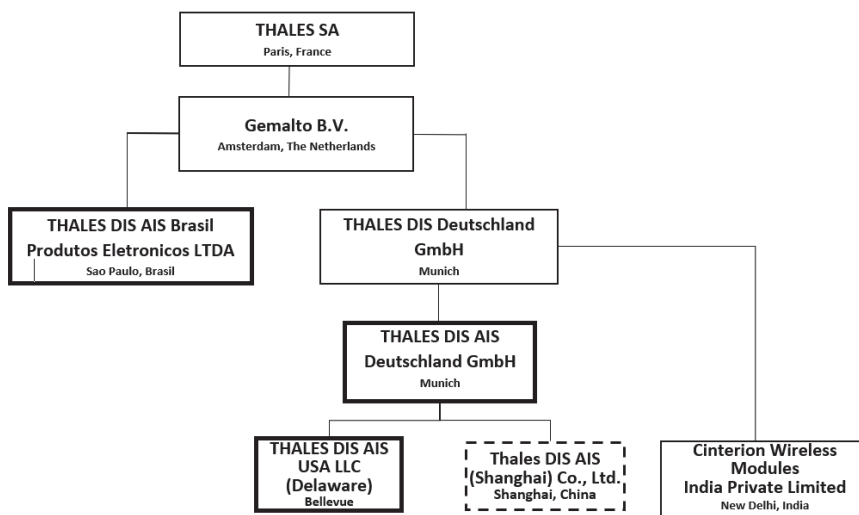 THALES SA
Paris, France
Gemalto B.V.
Amsterdam, The Netherlands
THALES DIS AIS Brasil
Produtos Eletronicos LTDA
Sao Paulo, Brasil
THALES DIS Deutschland
GmbH
Munich
THALES DIS AIS
Deutschland GmbH
Munich
THALES DIS AIS
USA LLC
(Delaware)
Bellevue
Thales DIS AIS
(Shanghai) Co., Ltd.
Shanghai, China
Cinterion Wireless
Modules
India Private Limited
New Delhi, India